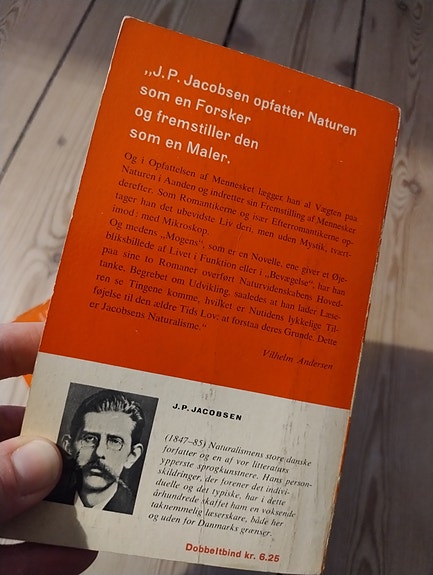 „J.P. Jacobsen opfatter Naturen
som en Forsker
og fremstiller den
som en Maler.
Og i Opfattelsen af Mennesket lægger han al Vægten paa
Naturen i Aanden og indretter sin Fremstilling af Mennesket
derefter. Som Romantikerne og især Efterromantikerne op-
tager han det ubevidste Liv deri, men uden Mystik, tvært-
imod: med Mikroskop.
Og medens „Mogens“, som er en Novelle, ene giver et Øje-
bliksbillede af Livet i Funktion eller i „Bevægelse“, har han
paa sine to Romaner overført Naturvidenskabens Hoved-
tanke, Begrebet om Udvikling, saaledes at han lader Læse-
ren se Tingene komme, hvilket er Nutidens lykkelige Til-
føjelse til den ældre Tids Lov: at forstaa deres Grunde. Dette
er Jacobsens Naturalisme.“
Vilhelm Andersen
J.P. JACOBSEN
(1847–85) Naturalismens store danske
forfatter og en af vor litteraturs
ypperste sprogkunstnere. Hans person-
skildringer, der forener det indivi-
duelle og det typiske, har i dette
århundrede skaffet ham en voksende
taknemmelig læserskare, både her
og uden for Danmarks grænser.
Dobbeltbind kr. 6.25